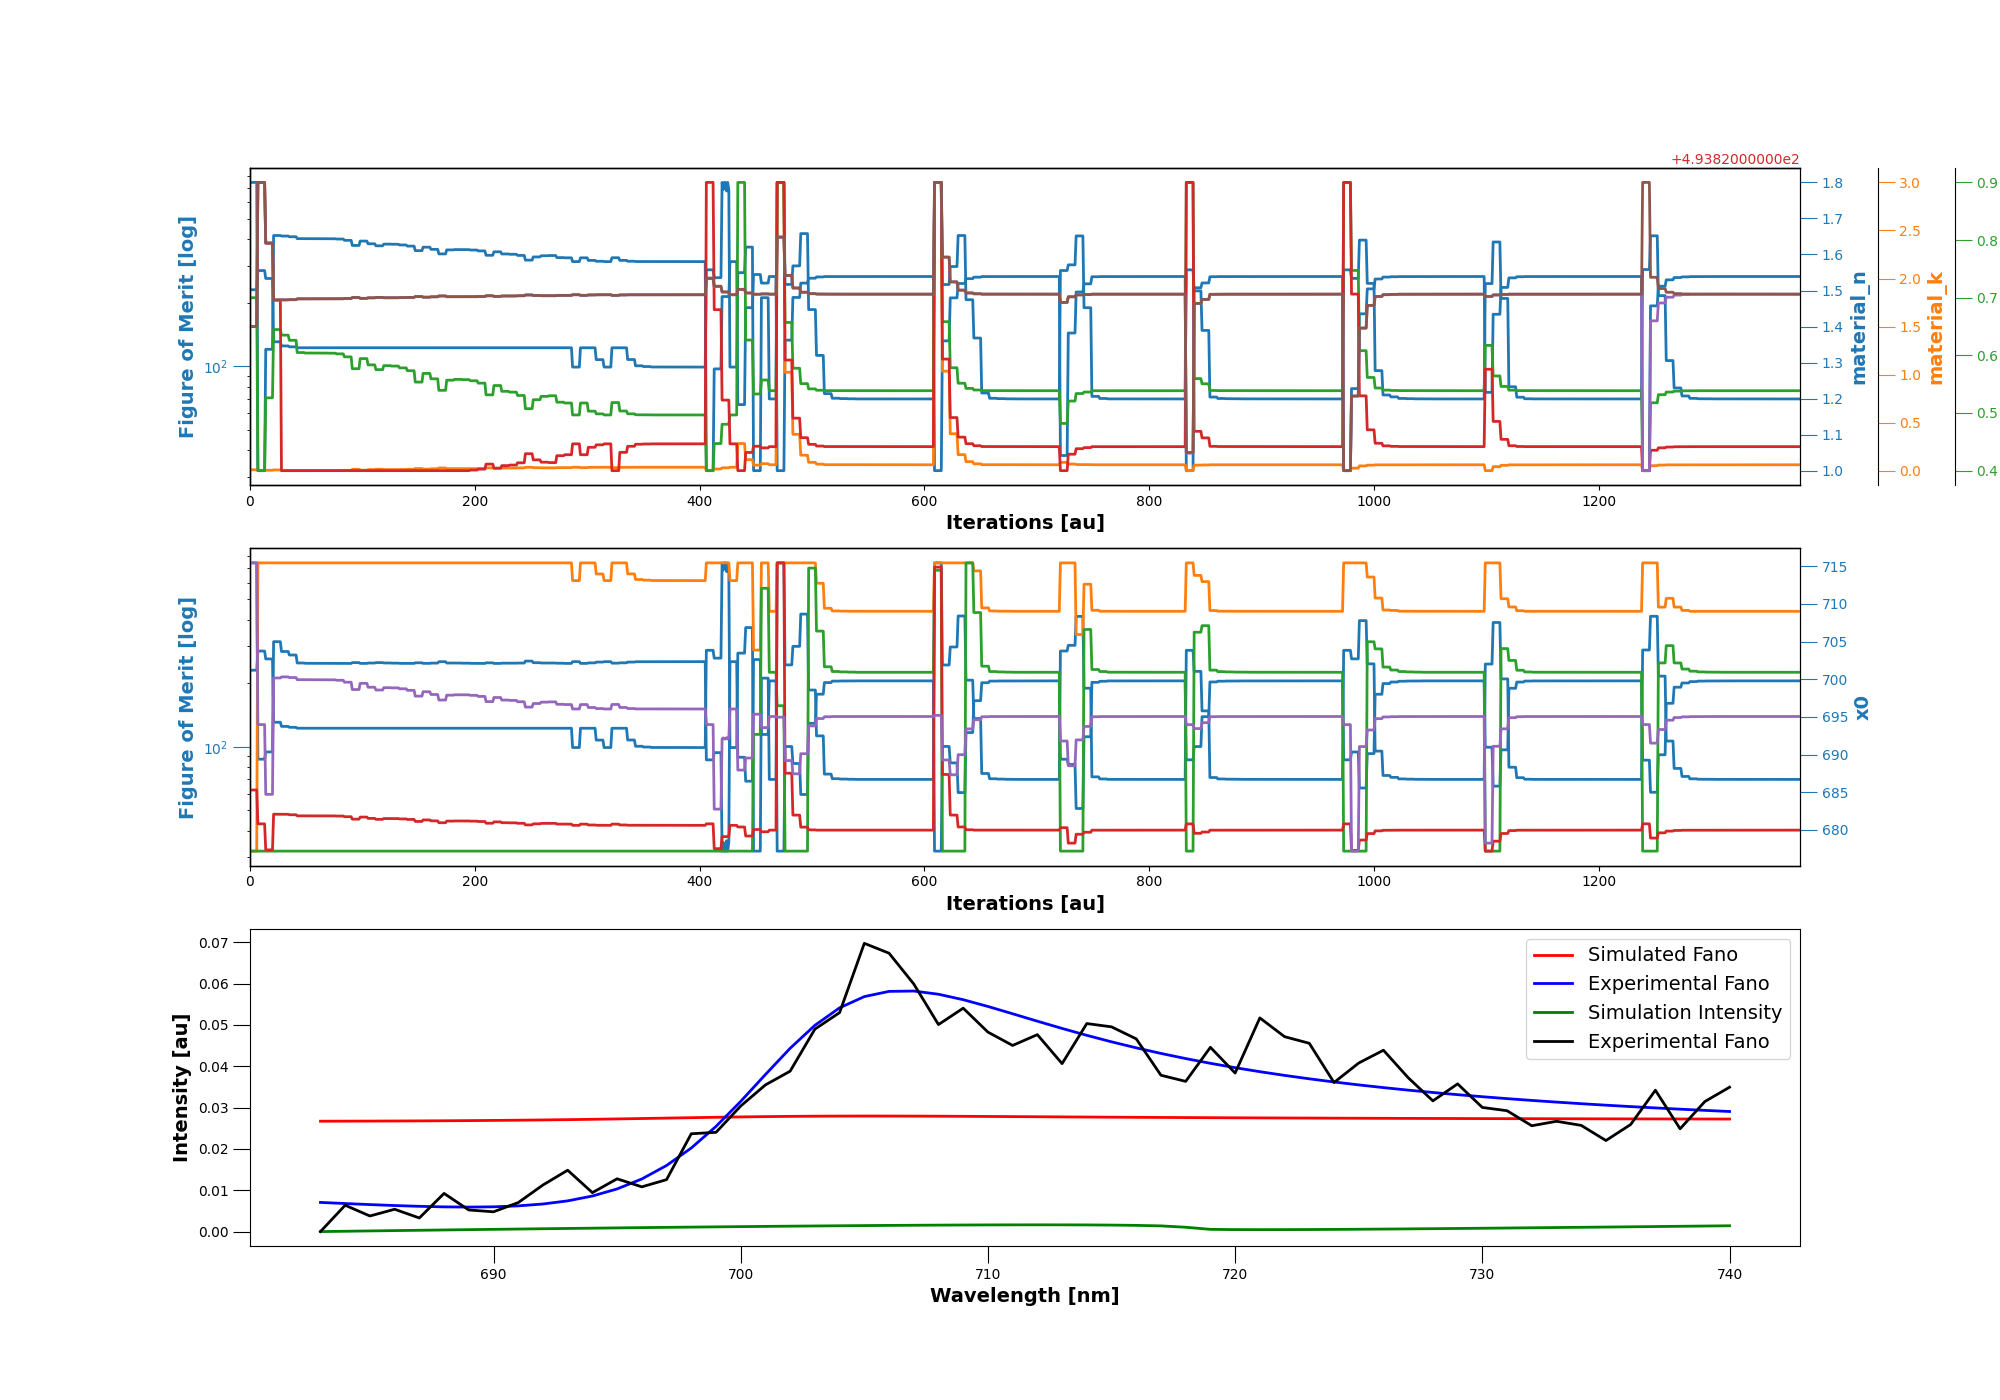 +4.9382000000e2
Figure of Merit [log]
10²
1.8
1.7
1.6
1.5
1.4
1.3
1.2
1.1
1.0
material_n
3.0
2.5
2.0
1.5
1.0
0.5
0.0
material_k
0.9
0.8
0.7
0.6
0.5
0.4
0 200 400 600 800 1000 1200
Iterations [au]
Figure of Merit [log]
10²
715
710
705
700
695
690
685
680
x0
0 200 400 600 800 1000 1200
Iterations [au]
Intensity [au]
0.07
0.06
0.05
0.04
0.03
0.02
0.01
0.00
Simulated Fano
Experimental Fano
Simulation Intensity
Experimental Fano
690 700 710 720 730 740
Wavelength [nm]